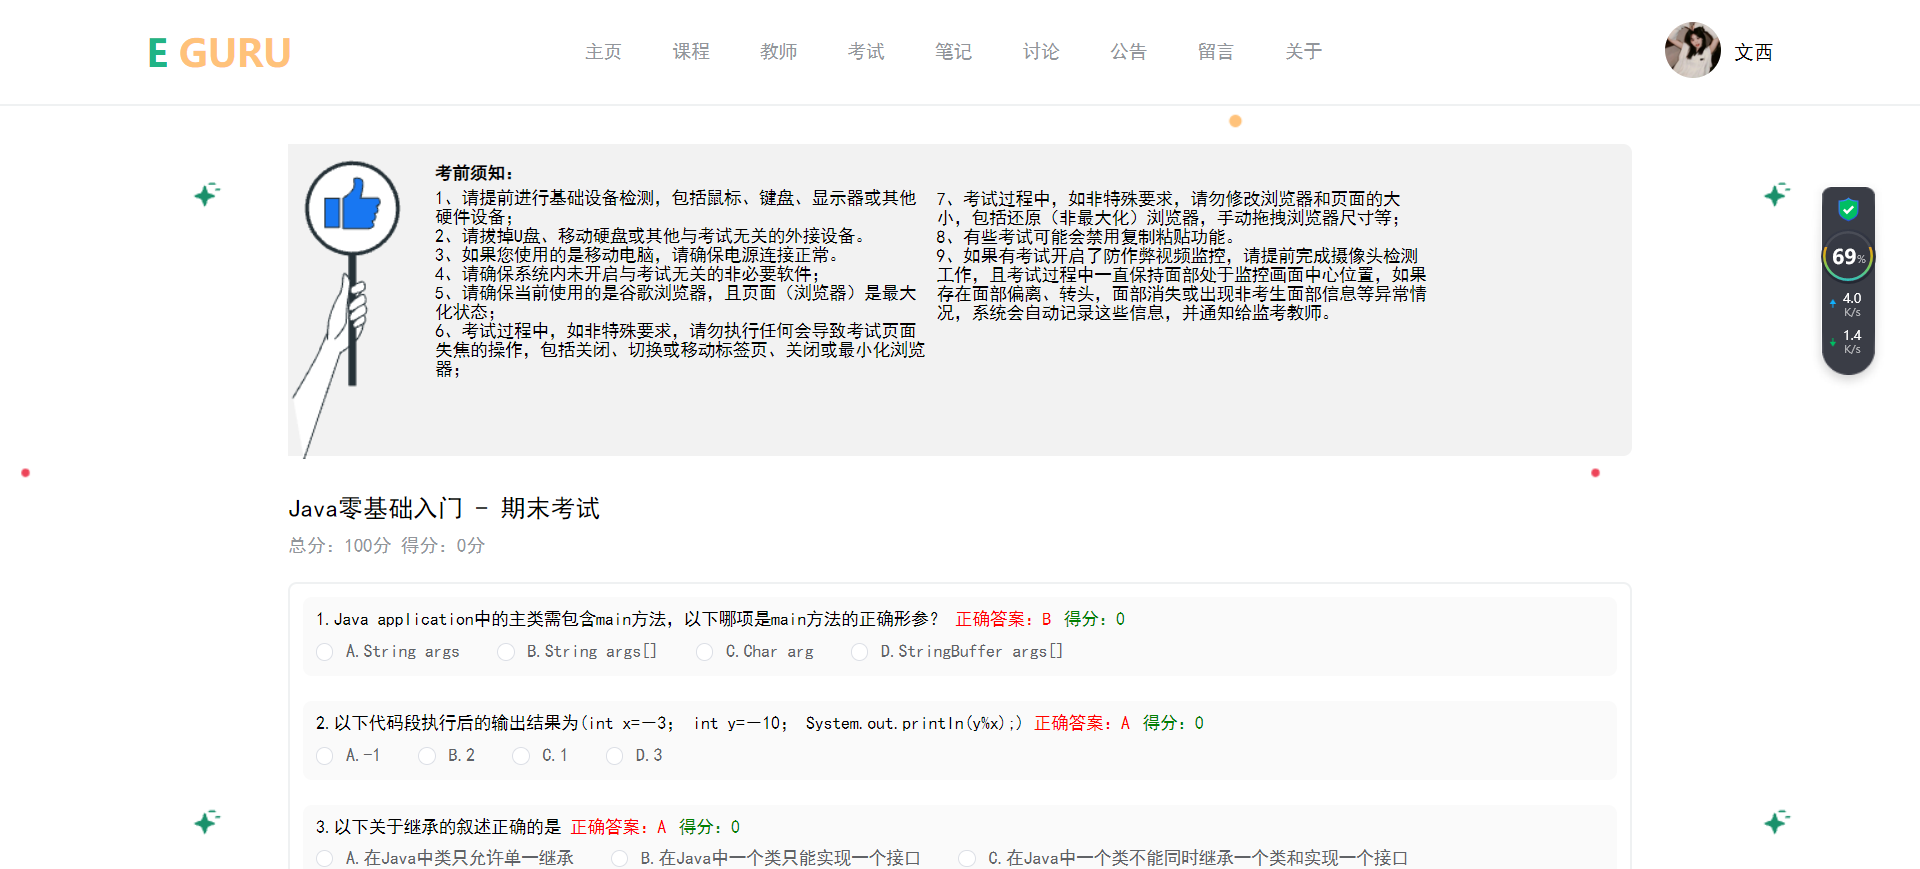 E GURU
主页 课程 教师 考试 笔记 讨论 公告 留言 关于
文西
考前须知:
1、请提前进行基础设备检测，包括鼠标、键盘、显示器或其他
硬件设备;
2、请拔掉U盘、移动硬盘或其他与考试无关的外接设备。
3、如果您使用的是移动电脑，请确保电源连接正常。
4、请确保系统内未开启与考试无关的非必要软件;
5、请确保当前使用的是谷歌浏览器，且页面（浏览器）是最大
化状态;
6、考试过程中，如非特殊要求，请勿执行任何会导致考试页面
失焦的操作，包括关闭、切换或移动标签页、关闭或最小化浏览
器;
7、考试过程中，如非特殊要求，请勿修改浏览器和页面的大
小，包括还原（非最大化）浏览器，手动拖拽浏览器尺寸等;
8、有些考试可能会禁用复制粘贴功能。
9、如果有考试开启了防作弊视频监控，请提前完成摄像头检测
工作，且考试过程中一直保持面部处于监控画面中心位置，如果
存在面部偏离、转头，面部消失或出现非考生面部信息等异常情
况，系统会自动记录这些信息，并通知给监考教师。
69%
4.0
K/s
1.4
K/s
Java零基础入门 - 期末考试
总分: 100分 得分: 0分
1.Java application中的主类需包含main方法，以下哪项是main方法的正确形参？ 正确答案: B 得分: 0
A.String args B.String args[] C.Char arg D.StringBuffer args[]
2.以下代码段执行后的输出结果为(int x=－3； int y=－10； System.out.println(y%x);) 正确答案: A 得分: 0
A.-1 B.2 C.1 D.3
3.以下关于继承的叙述正确的是 正确答案: A 得分: 0
A.在Java中类只允许单一继承 B.在Java中一个类只能实现一个接口 C.在Java中一个类不能同时继承一个类和实现一个接口